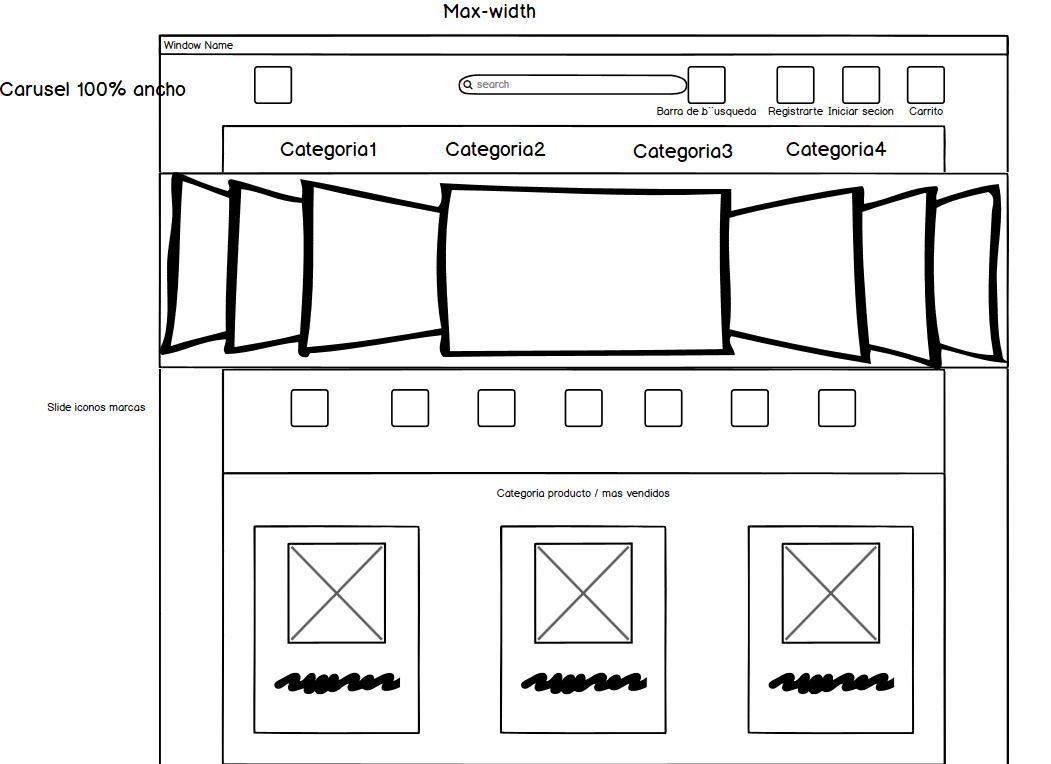 Max-width
Window Name
Carusel 100% ancho
search
Barra de b¨usqueda
Registrarte
Iniciar secion
Carrito
Categoria1
Categoria2
Categoria3
Categoria4
Slide iconos marcas
Categoria producto / mas vendidos